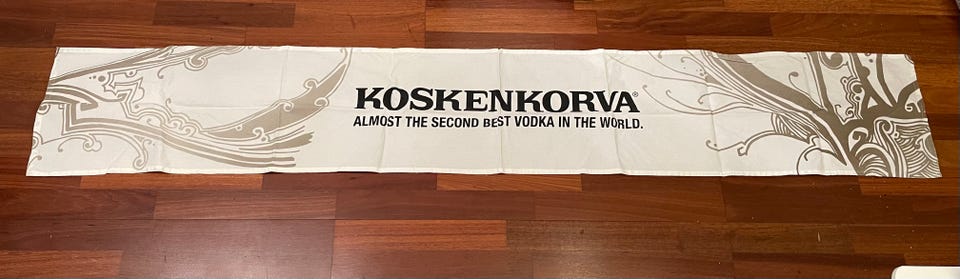 KOSKENKORVA®
ALMOST THE SECOND BEST VODKA IN THE WORLD.